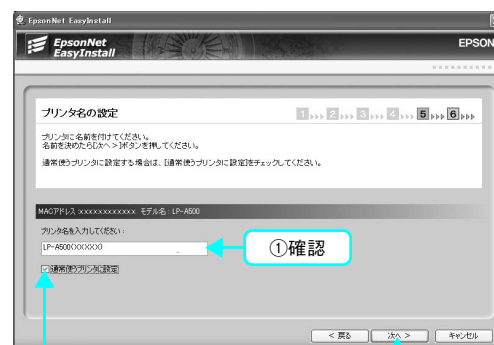 EpsonNet EasyInstall
EpsonNet
EasyInstall
EPSON
プリンタ名の設定
1 2 3 4 5 6
プリンタに名前を付けてください。
名前を決めたら[次へ >]ボタンを押してください。
通常使うプリンタに設定する場合は、[通常使うプリンタに設定]をチェックしてください。
MACアドレス:xxxxxxxxxxxx モデル名: LP-A500
プリンタ名を入力してください:
LP-A500XXXXXX
①確認
通常使うプリンタに設定
< 戻る
次へ >
キャンセル